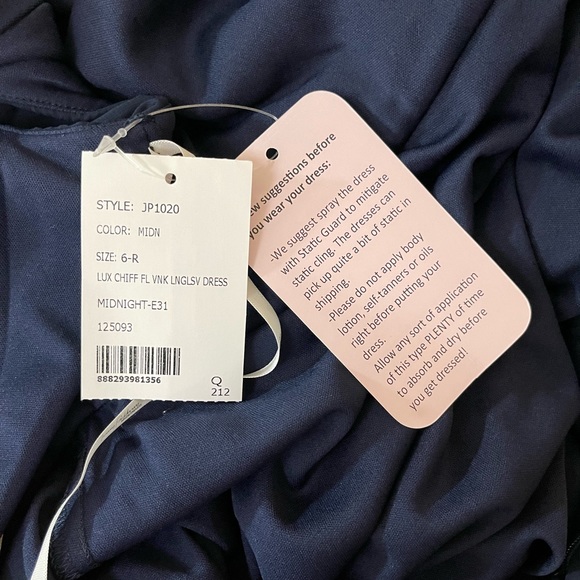 STYLE: JP1020
COLOR: MIDN
SIZE: 6-R
LUX CHIFF FL VNK LNGLSV DRESS
MIDNIGHT-E31
125093
888293981356
Q
212
suggestions before
you wear your dress:
-We suggest spray the dress
with Static Guard to mitigate
static cling. The dresses can
pick up quite a bit of static in
shipping.
-Please do not apply body
lotion, self-tanners or oils
right before putting your
dress.
Allow any sort of application
of this type PLENTY of time
to absorb and dry before
you get dressed!